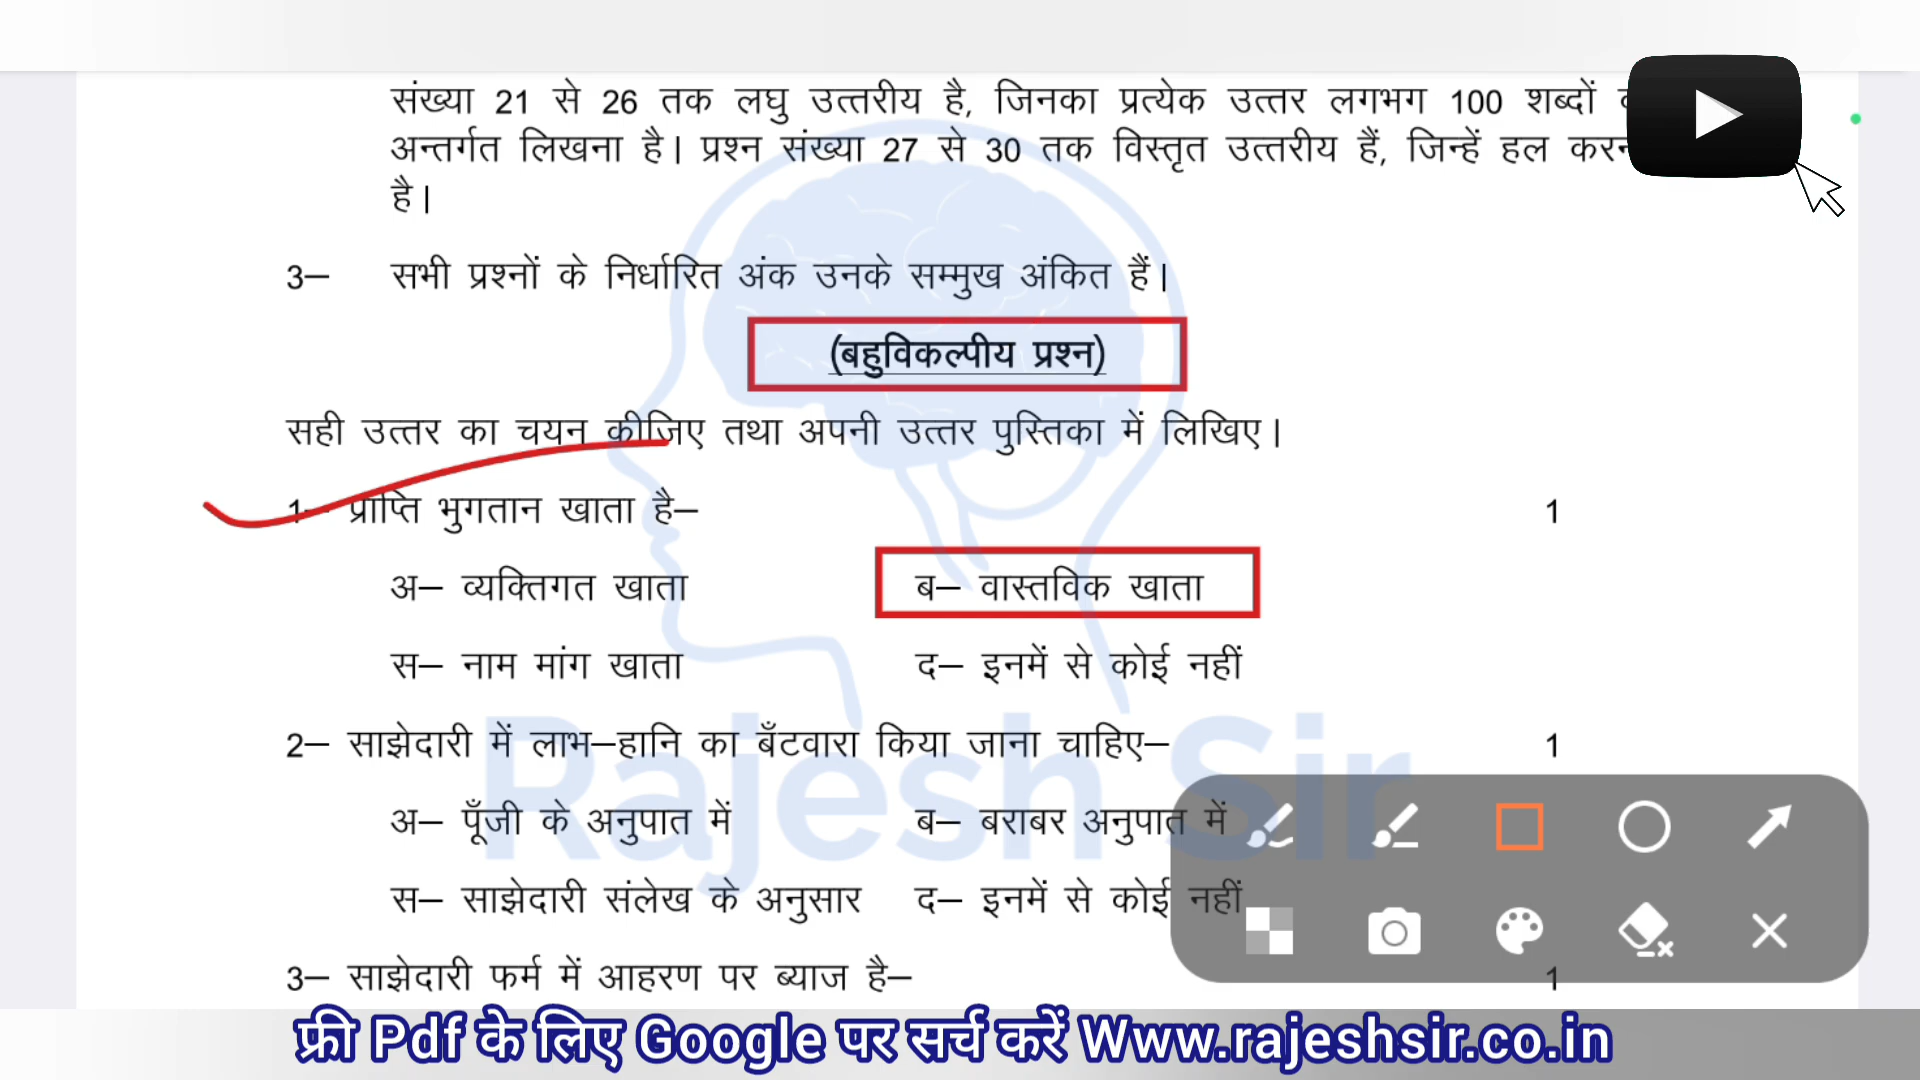 संख्या 21 से 26 तक लघु उत्तरीय है, जिनका प्रत्येक उत्तर लगभग 100 शब्दों
अन्तर्गत लिखना है। प्रश्न संख्या 27 से 30 तक विस्तृत उत्तरीय हैं, जिन्हें हल
है।
3– सभी प्रश्नों के निर्धारित अंक उनके सम्मुख अंकित हैं।
(बहुविकल्पीय प्रश्न)
सही उत्तर का चयन कीजिए तथा अपनी उत्तर पुस्तिका में लिखिए।
1– प्राप्ति भुगतान खाता है– 1
अ– व्यक्तिगत खाता ब– वास्तविक खाता
स– नाम मांग खाता द– इनमें से कोई नहीं
2– साझेदारी में लाभ–हानि का बँटवारा किया जाना चाहिए– 1
Rajesh Sir
अ– पूँजी के अनुपात में ब– बराबर अनुपात में
स– साझेदारी संलेख के अनुसार द– इनमें से कोई नहीं
3– साझेदारी फर्म में आहरण पर ब्याज है– 1
फ्री Pdf के लिए Google पर सर्च करें Www.rajeshsir.co.in